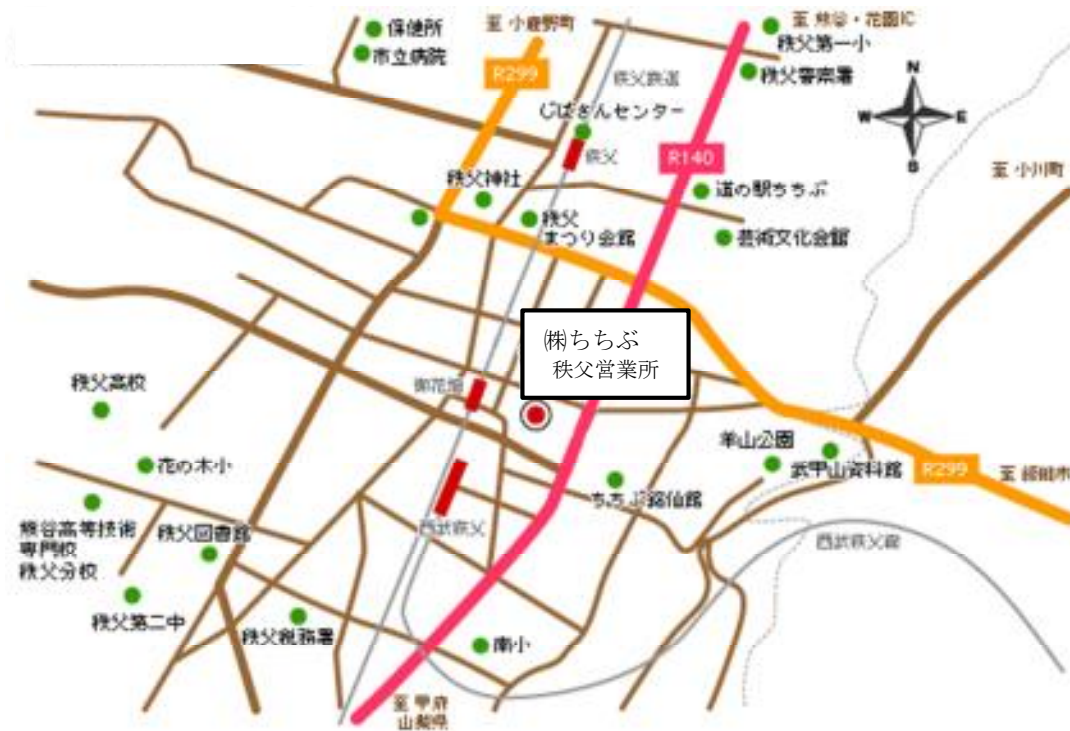 保健所
市立病院
至 小鹿野町
至 熊谷・花園IC
秩父第一小
秩父警察署
R299
秩父鉄道
じばさんセンター
秩父
R140
N
W
E
S
至 小川町
秩父神社
道の駅ちちぶ
秩父
まつり会館
芸術文化会館
㈱ちちぶ
秩父営業所
秩父高校
御花畑
羊山公園
武甲山資料館
R299
至 飯能市
花の木小
ちちぶ銘仙館
熊谷高等技術
専門校
秩父分校
秩父図書館
西武秩父
西武秩父線
秩父第二中
秩父税務署
南小
至 甲府
山梨県